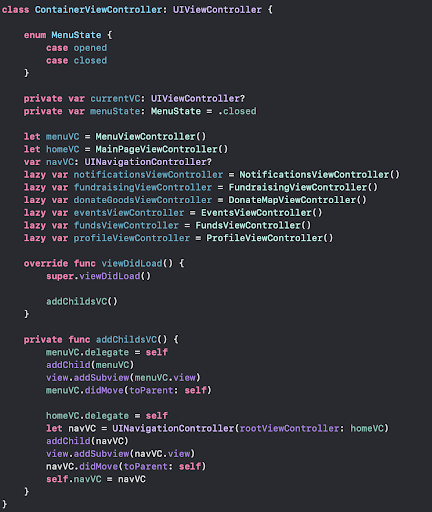 class ContainerViewController: UIViewController {
enum MenuState {
case opened
case closed
}
private var currentVC: UIViewController?
private var menuState: MenuState = .closed
let menuVC = MenuViewController()
let homeVC = MainPageViewController()
var navVC: UINavigationController?
lazy var notificationsViewController = NotificationsViewController()
lazy var fundraisingViewController = FundraisingViewController()
lazy var donateGoodsViewController = DonateMapViewController()
lazy var eventsViewController = EventsViewController()
lazy var fundsViewController = FundsViewController()
lazy var profileViewController = ProfileViewController()
override func viewDidLoad() {
super.viewDidLoad()
addChildsVC()
}
private func addChildsVC() {
menuVC.delegate = self
addChild(menuVC)
view.addSubview(menuVC.view)
menuVC.didMove(toParent: self)
homeVC.delegate = self
let navVC = UINavigationController(rootViewController: homeVC)
addChild(navVC)
view.addSubview(navVC.view)
navVC.didMove(toParent: self)
self.navVC = navVC
}
}